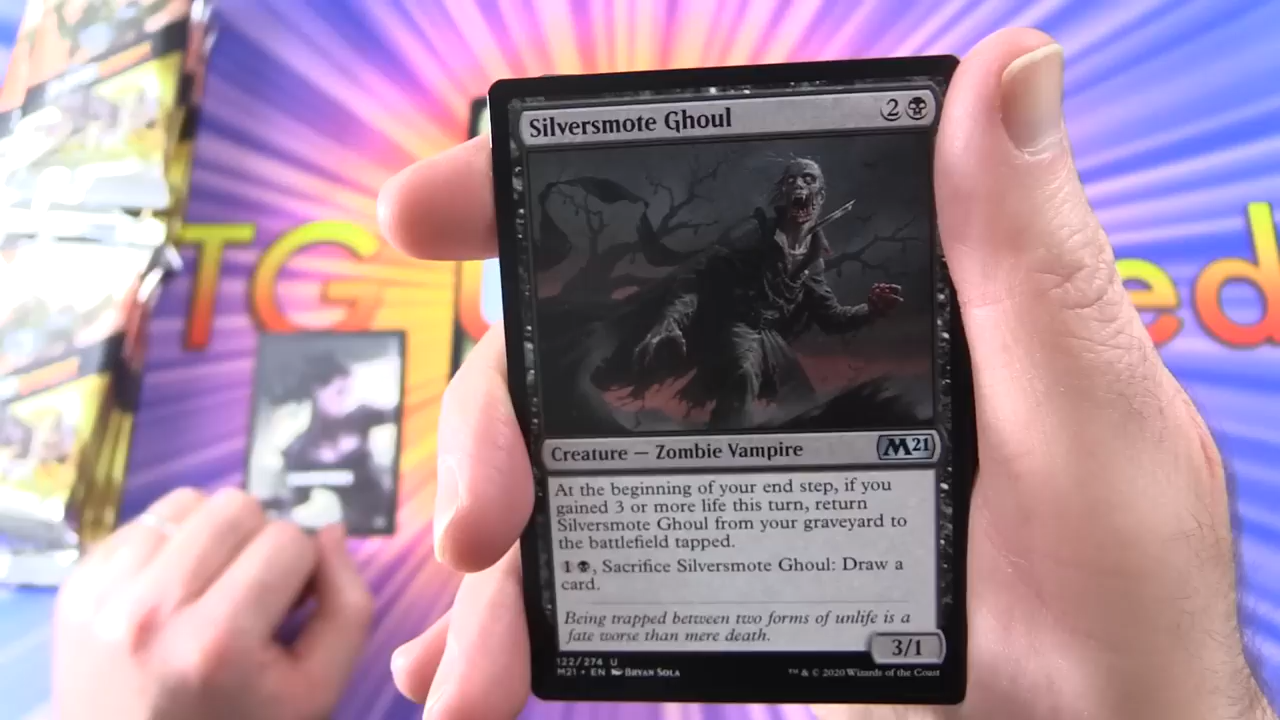 Silversmote Ghoul 2
TG ed
Creature — Zombie Vampire M21
At the beginning of your end step, if you
gained 3 or more life this turn, return
Silversmote Ghoul from your graveyard to
the battlefield tapped.
1, Sacrifice Silversmote Ghoul: Draw a
card.
Being trapped between two forms of unlife is a
fate worse than mere death.
3/1
122/274 U
M21 • EN Bryan Sola ™ & © 2020 Wizards of the Coast